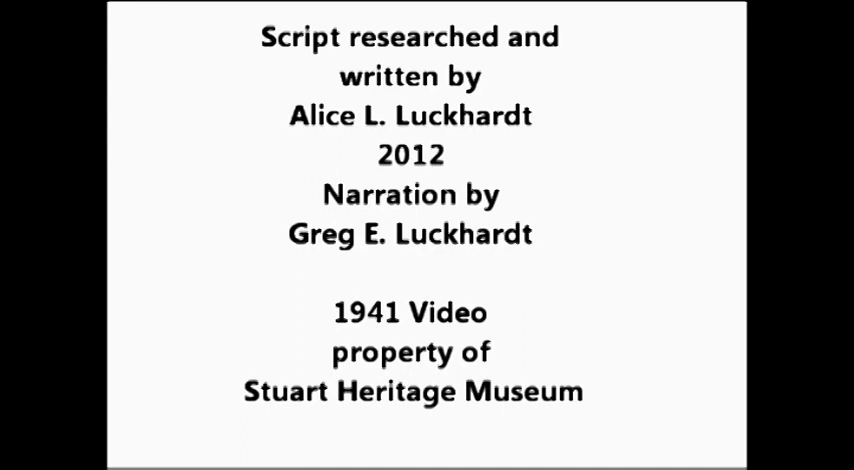 Script researched and
written by
Alice L. Luckhardt
2012
Narration by
Greg E. Luckhardt
1941 Video
property of
Stuart Heritage Museum